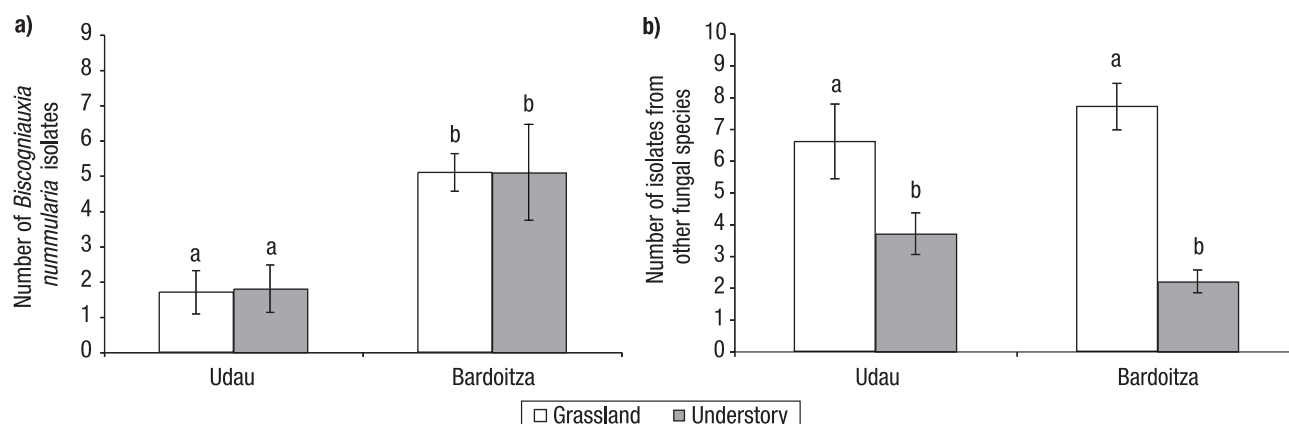 a)
Number of Biscogniauxia
nummularia isolates
9
8
7
6
5
4
3
2
1
0
a
a
b
b
Udau
Bardoitza
b)
Number of isolates from
other fungal species
10
9
8
7
6
5
4
3
2
1
0
a
b
a
b
Udau
Bardoitza
Grassland
Understory